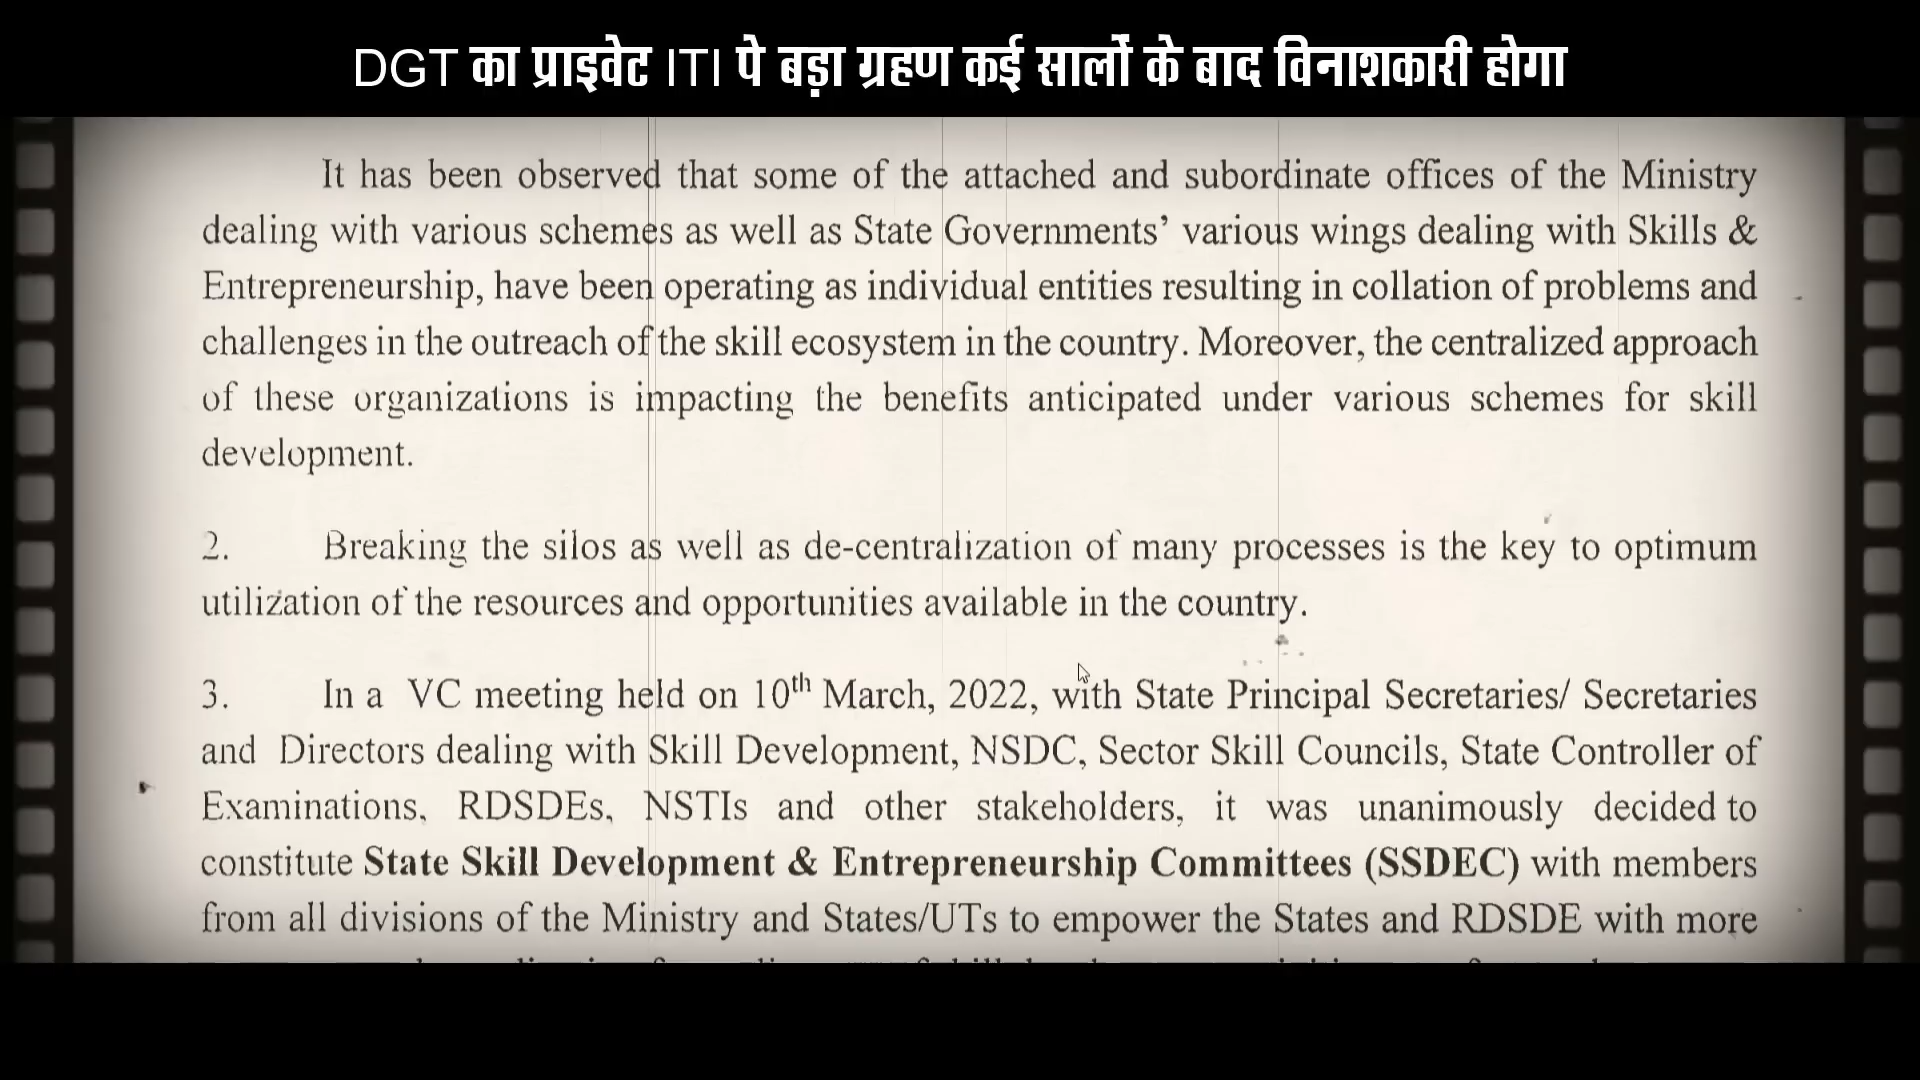 DGT का प्राइवेट ITI पे बड़ा ग्रहण कई सालों के बाद विनाशकारी होगा
It has been observed that some of the attached and subordinate offices of the Ministry
dealing with various schemes as well as State Governments’ various wings dealing with Skills &
Entrepreneurship, have been operating as individual entities resulting in collation of problems and
challenges in the outreach of the skill ecosystem in the country. Moreover, the centralized approach
of these organizations is impacting the benefits anticipated under various schemes for skill
development.
2. Breaking the silos as well as de-centralization of many processes is the key to optimum
utilization of the resources and opportunities available in the country.
3. In a VC meeting held on 10th March, 2022, with State Principal Secretaries/ Secretaries
and Directors dealing with Skill Development, NSDC, Sector Skill Councils, State Controller of
Examinations, RDSDEs, NSTIs and other stakeholders, it was unanimously decided to
constitute State Skill Development & Entrepreneurship Committees (SSDEC) with members
from all divisions of the Ministry and States/UTs to empower the States and RDSDE with more